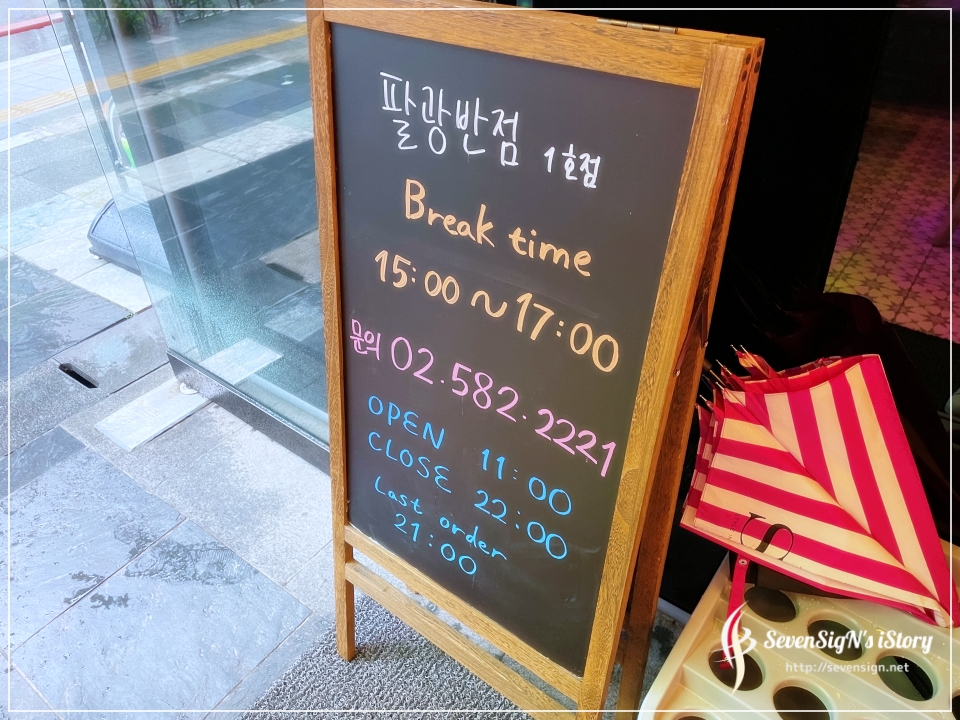 팔광반점 1호점
Break time
15:00 ~ 17:00
문의 02.582.2221
OPEN 11:00
CLOSE 22:00
Last order
21:00
SevenSigN's iStory
http://sevensign.net